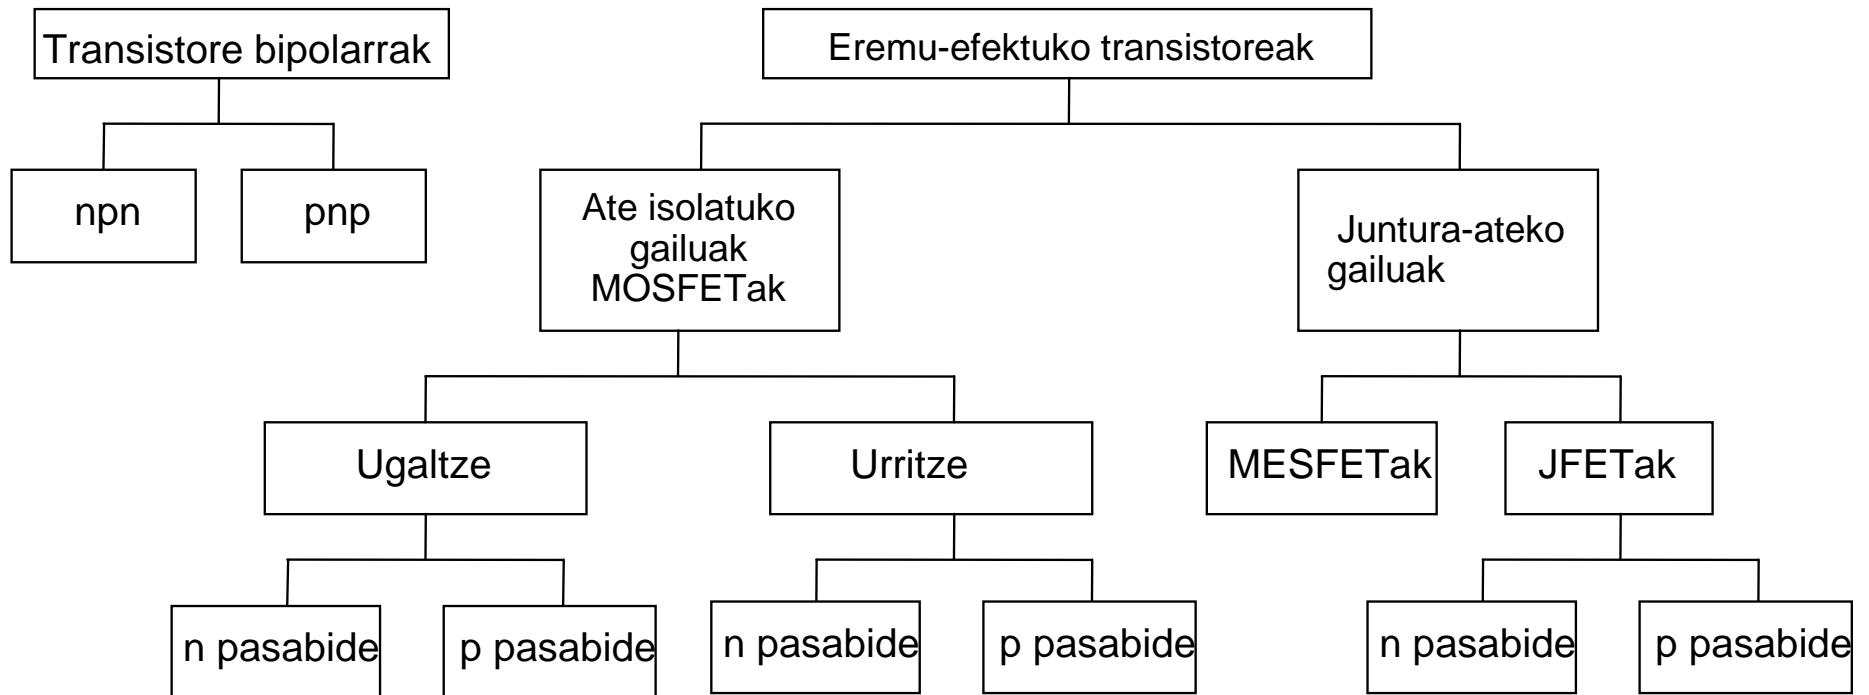 Transistore bipolarrak
Eremu-efektuko transistoreak
npn
pnp
Ate isolatuko
gailuak
MOSFETak
Juntura-ateko
gailuak
Ugaltze
Urritze
MESFETak
JFETak
n pasabide
p pasabide
n pasabide
p pasabide
n pasabide
p pasabide